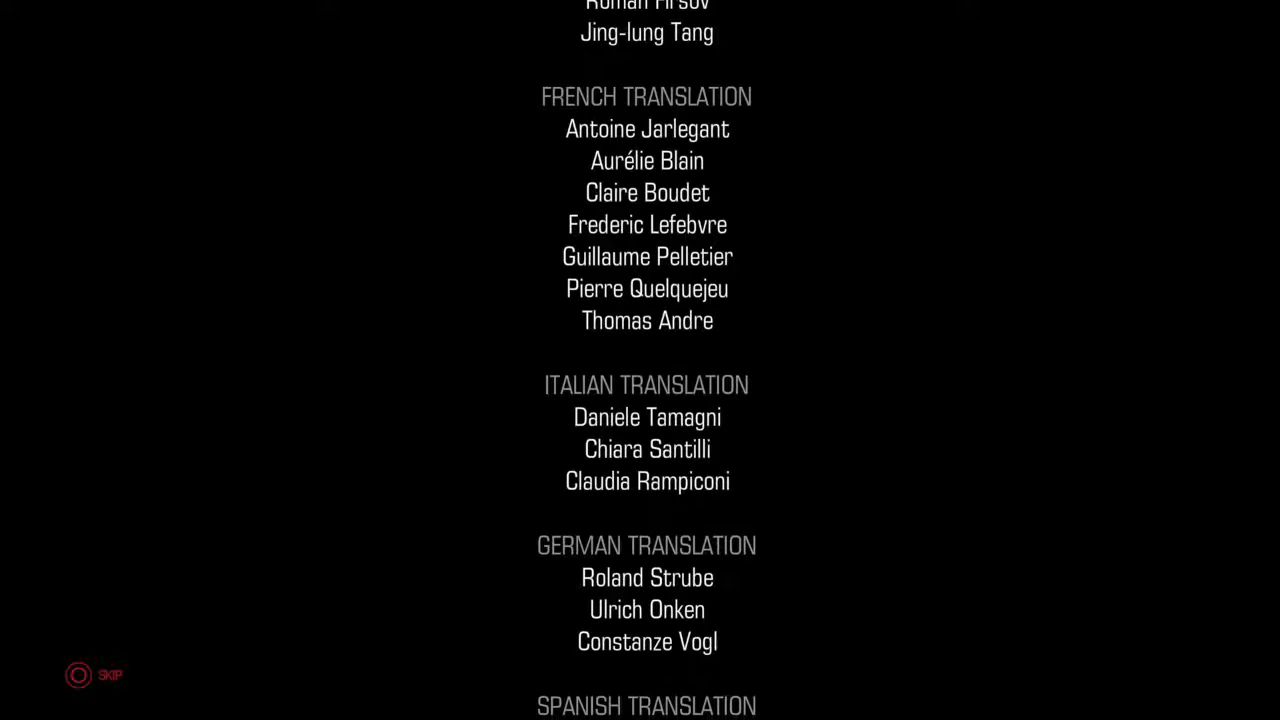 Roman Firsov
Jing-lung Tang
FRENCH TRANSLATION
Antoine Jarlegant
Aurélie Blain
Claire Boudet
Frederic Lefebvre
Guillaume Pelletier
Pierre Quelquejeu
Thomas Andre
ITALIAN TRANSLATION
Daniele Tamagni
Chiara Santilli
Claudia Rampiconi
GERMAN TRANSLATION
Roland Strube
Ulrich Onken
Constanze Vogl
SKIP
SPANISH TRANSLATION